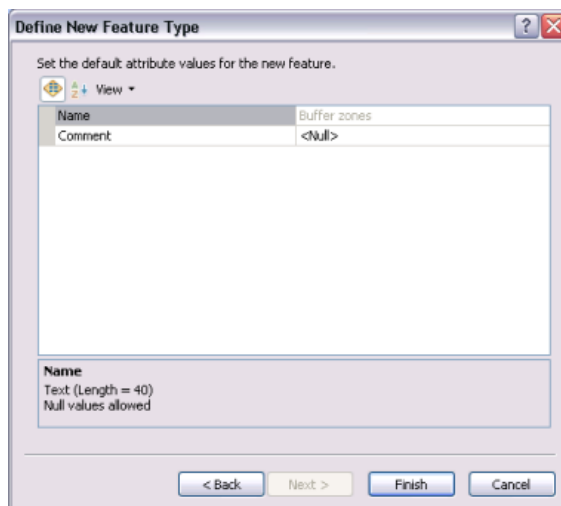 Define New Feature Type
?
Set the default attribute values for the new feature.
A Z View
Name Buffer zones
Comment <Null>
Name
Text (Length = 40)
Null values allowed
< Back Next > Finish Cancel